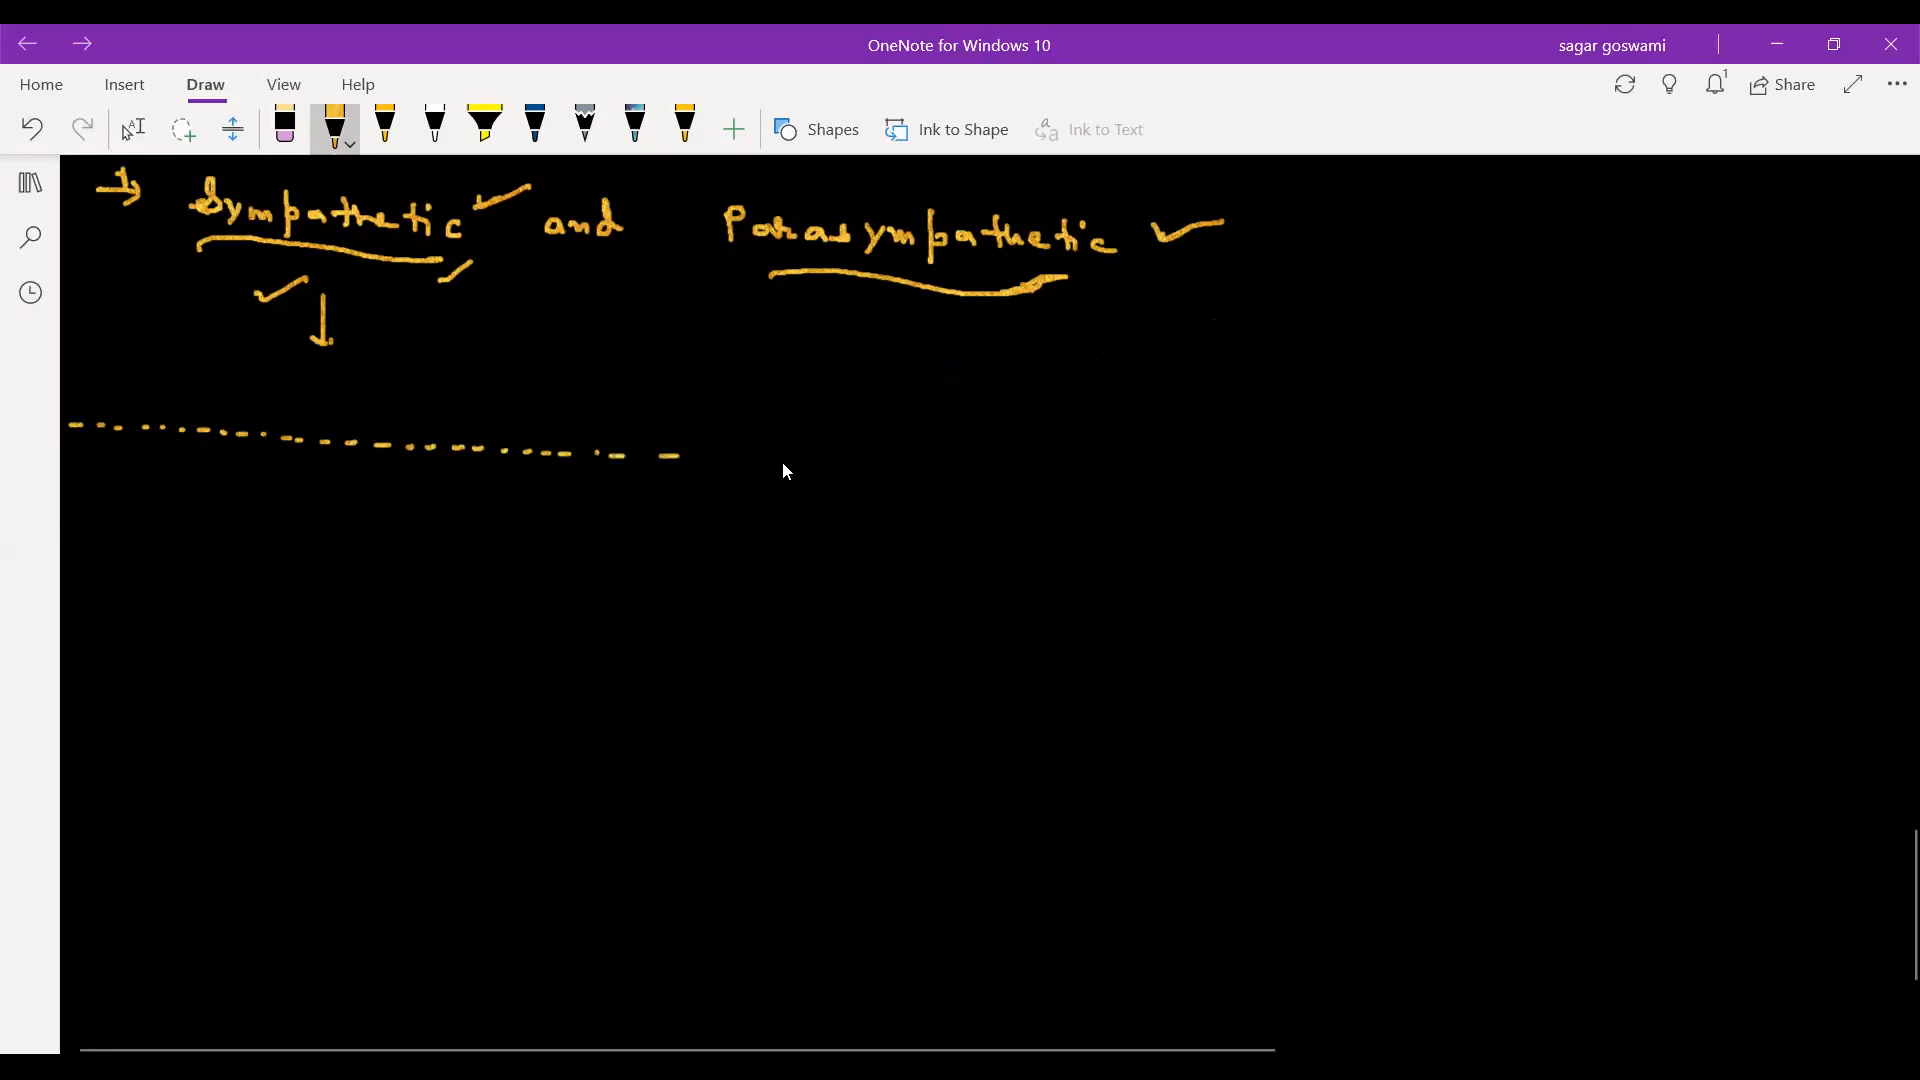 OneNote for Windows 10
sagar goswami
Home Insert Draw View Help
1
Share
Shapes
Ink to Shape
Ink to Text
→ Sympathetic ✓ and Parasympathetic ✓